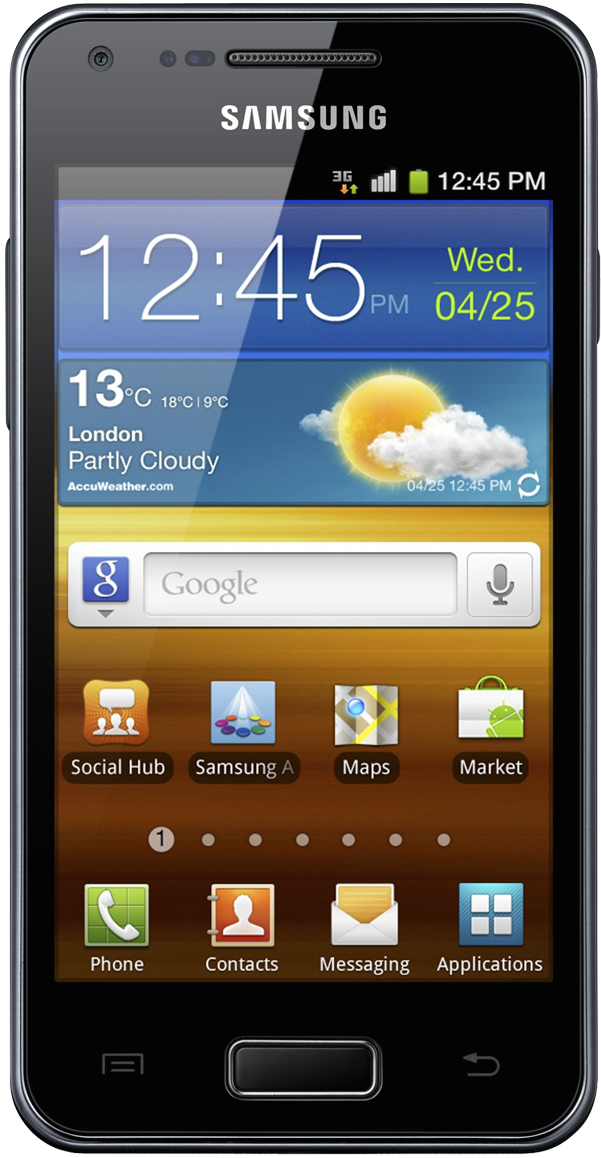 SAMSUNG
3G 12:45 PM
12:45 PM
Wed.
04/25
13°C 18°C | 9°C
London
Partly Cloudy
AccuWeather.com
04/25 12:45 PM
g Google
Social Hub Samsung A Maps Market
1
Phone Contacts Messaging Applications